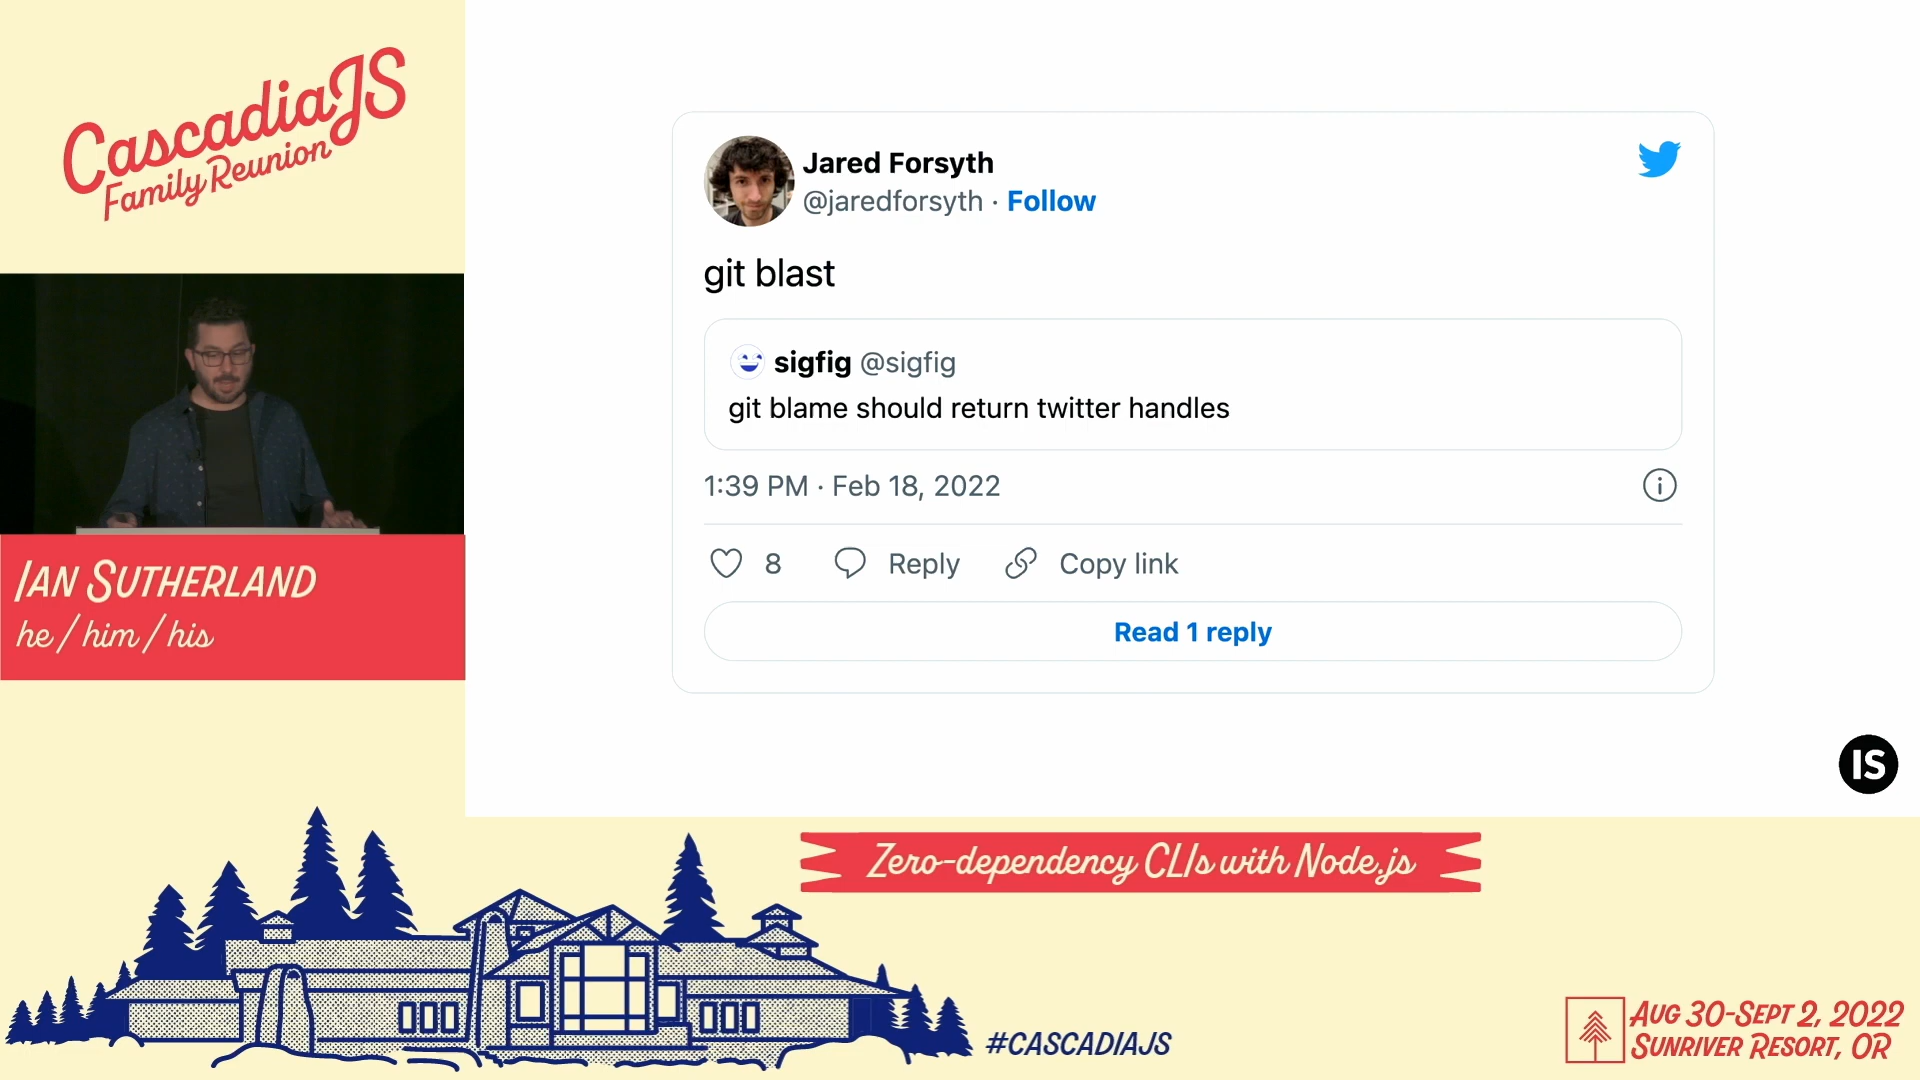 CascadiaJS
Family Reunion
Jared Forsyth
@jaredforsyth · Follow
git blast
sigfig @sigfig
git blame should return twitter handles
1:39 PM · Feb 18, 2022
8 Reply Copy link
Read 1 reply
IAN SUTHERLAND
he / him / his
IS
Zero-dependency CLIs with Node.js
#CASCADIAJS
AUG 30-SEPT 2, 2022
SUNRIVER RESORT, OR